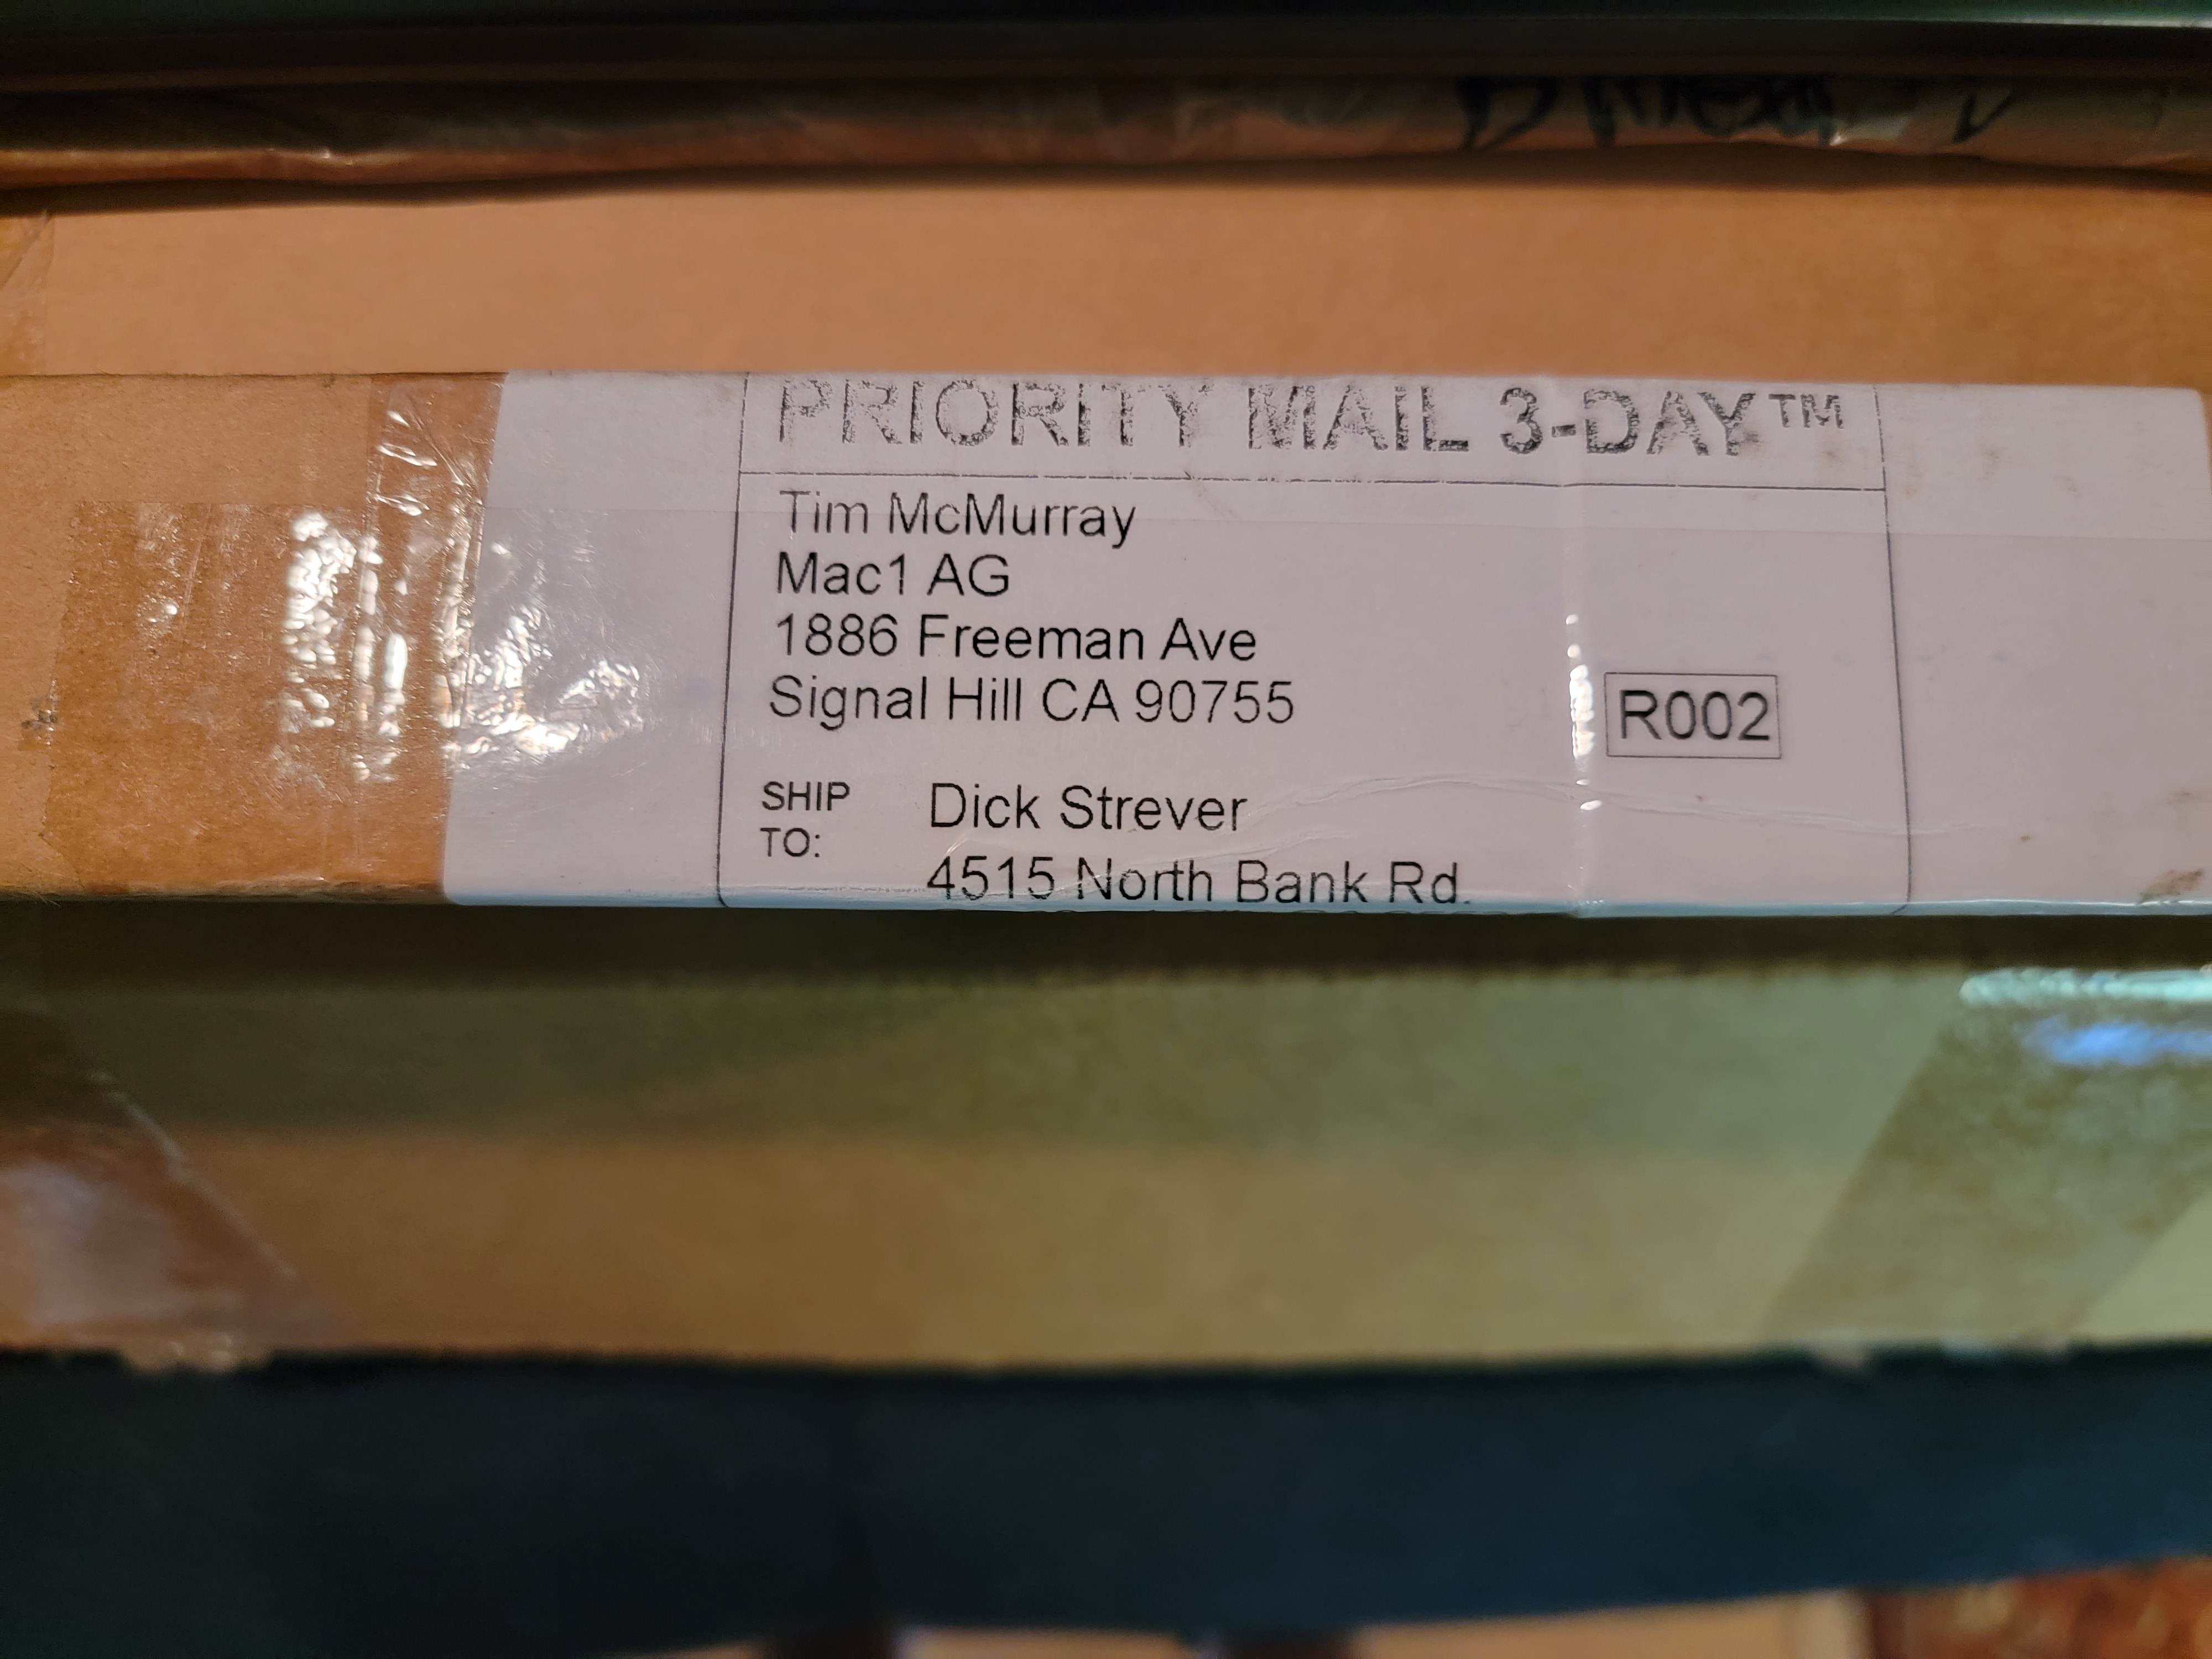 PRIORITY MAIL 3-DAY™
Tim McMurray
Mac1 AG
1886 Freeman Ave
Signal Hill CA 90755
R002
SHIP TO:
Dick Strever
4515 North Bank Rd.